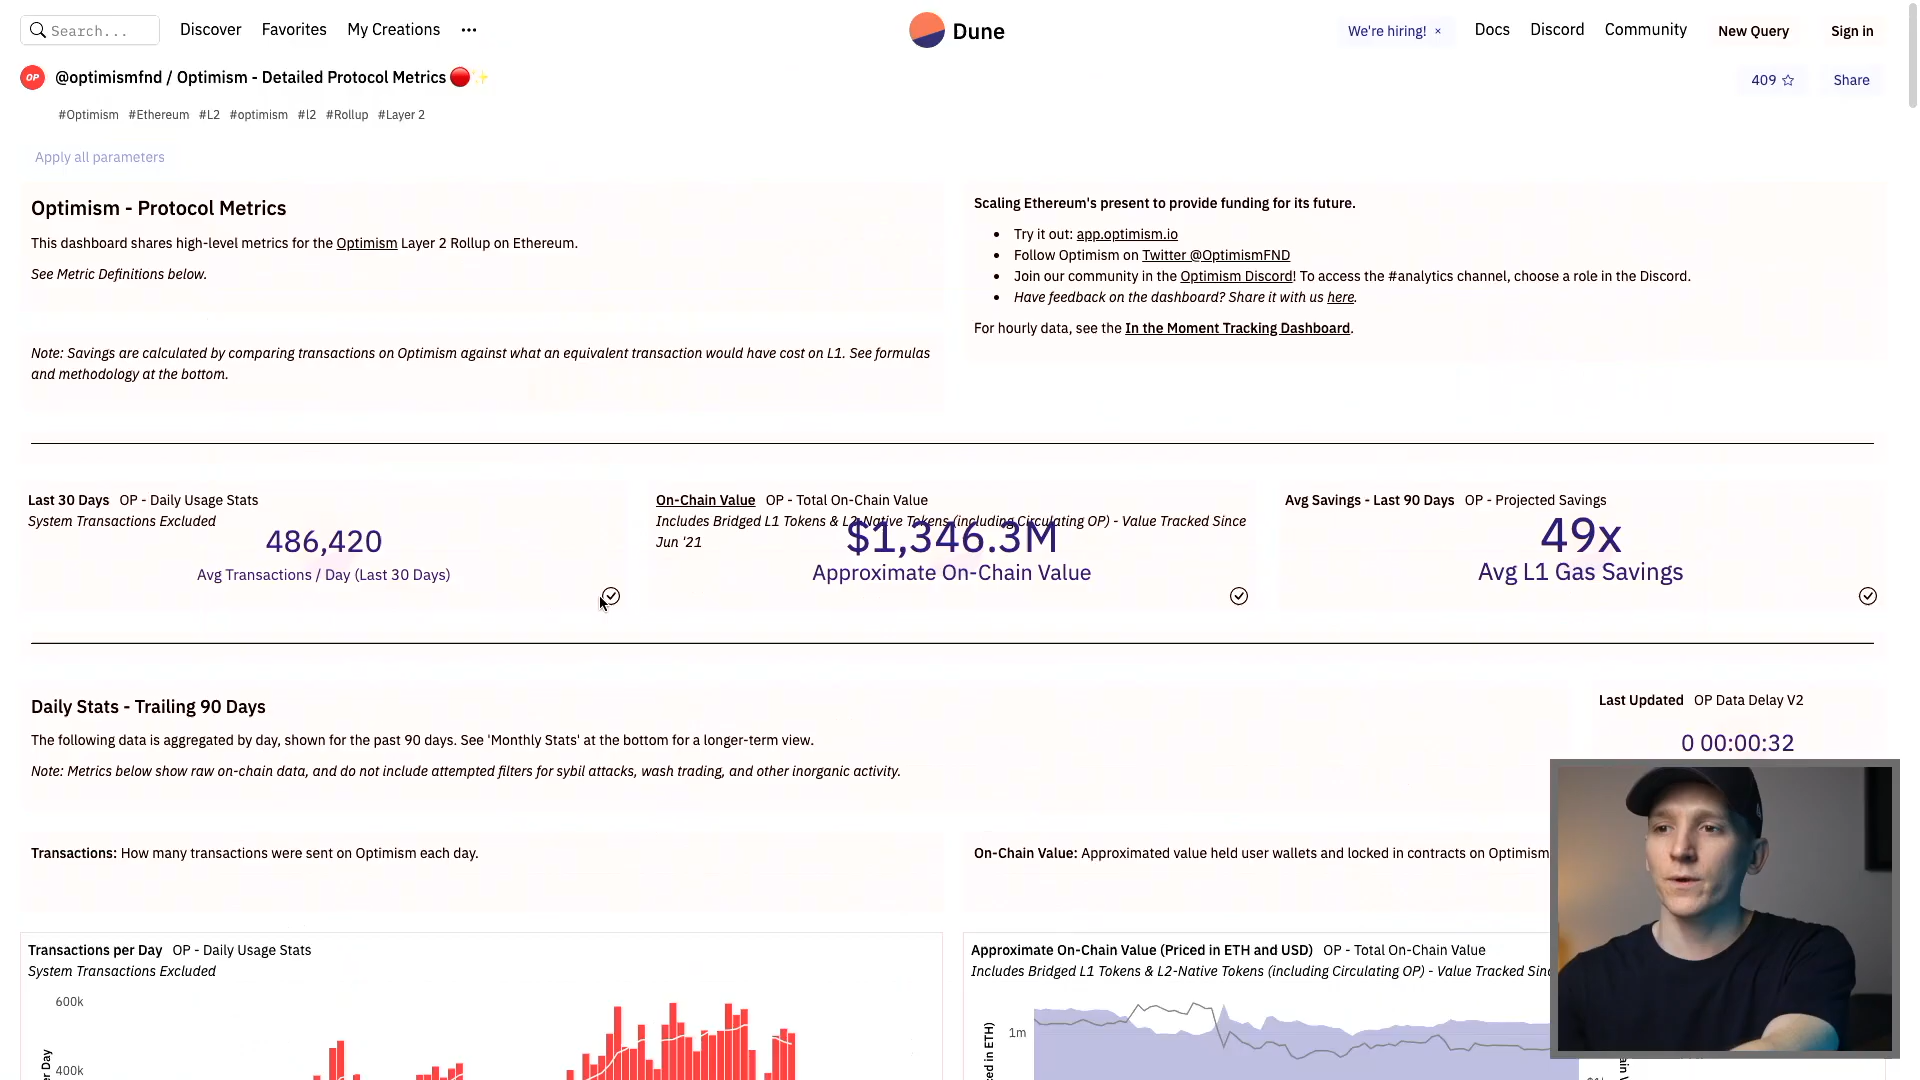 Search...
Discover
Favorites
My Creations
Dune
We're hiring! ×
Docs
Discord
Community
New Query
Sign in
OP
@optimismfnd / Optimism - Detailed Protocol Metrics 🔴✨
409
Share
#Optimism #Ethereum #L2 #optimism #l2 #Rollup #Layer 2
Apply all parameters
Optimism - Protocol Metrics
This dashboard shares high-level metrics for the Optimism Layer 2 Rollup on Ethereum.
See Metric Definitions below.
Note: Savings are calculated by comparing transactions on Optimism against what an equivalent transaction would have cost on L1. See formulas
and methodology at the bottom.
Scaling Ethereum's present to provide funding for its future.
• Try it out: app.optimism.io
• Follow Optimism on Twitter @OptimismFND
• Join our community in the Optimism Discord! To access the #analytics channel, choose a role in the Discord.
• Have feedback on the dashboard? Share it with us here.
For hourly data, see the In the Moment Tracking Dashboard.
Last 30 Days OP - Daily Usage Stats
System Transactions Excluded
486,420
Avg Transactions / Day (Last 30 Days)
On-Chain Value OP - Total On-Chain Value
Includes Bridged L1 Tokens & L2-Native Tokens (including Circulating OP) - Value Tracked Since
Jun '21
$1,346.3M
Approximate On-Chain Value
Avg Savings - Last 90 Days OP - Projected Savings
49x
Avg L1 Gas Savings
Daily Stats - Trailing 90 Days
The following data is aggregated by day, shown for the past 90 days. See 'Monthly Stats' at the bottom for a longer-term view.
Note: Metrics below show raw on-chain data, and do not include attempted filters for sybil attacks, wash trading, and other inorganic activity.
Last Updated OP Data Delay V2
0 00:00:32
Transactions: How many transactions were sent on Optimism each day.
On-Chain Value: Approximated value held user wallets and locked in contracts on Optimism
Transactions per Day OP - Daily Usage Stats
System Transactions Excluded
600k
400k
Day
Approximate On-Chain Value (Priced in ETH and USD) OP - Total On-Chain Value
Includes Bridged L1 Tokens & L2-Native Tokens (including Circulating OP) - Value Tracked
1m
in ETH)